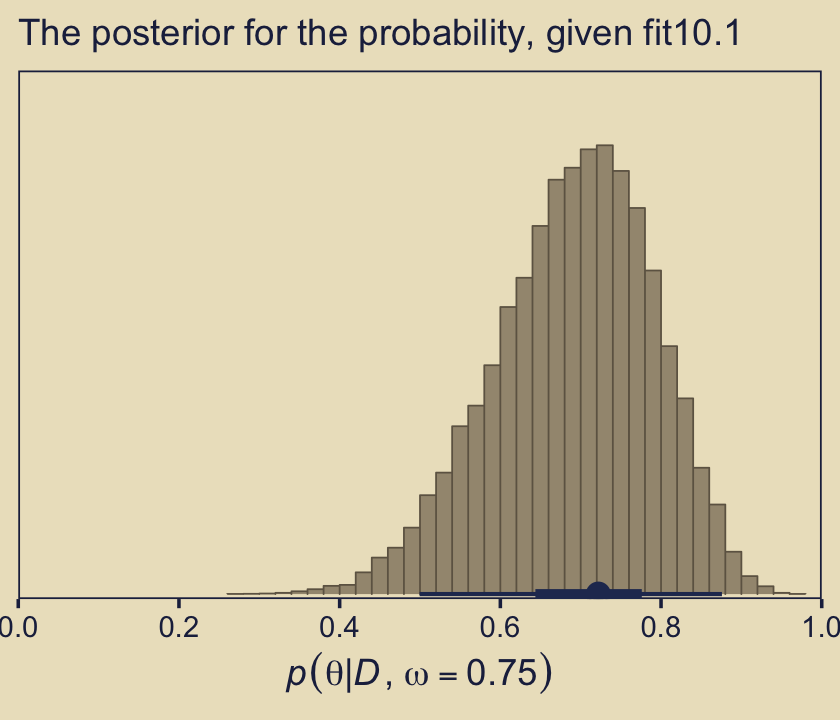 The posterior for the probability, given fit10.1
0.0 0.2 0.4 0.6 0.8 1.0
p(θ|D, ω = 0.75)